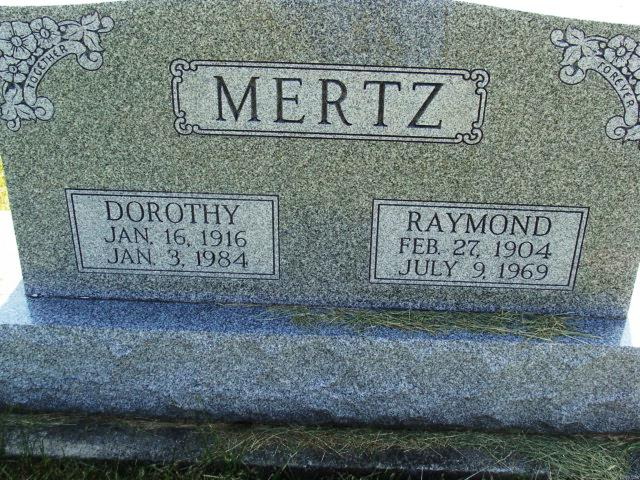 TOGETHER
FOREVER
MERTZ
DOROTHY
JAN. 16, 1916
JAN. 3, 1984
RAYMOND
FEB. 27, 1904
JULY 9, 1969